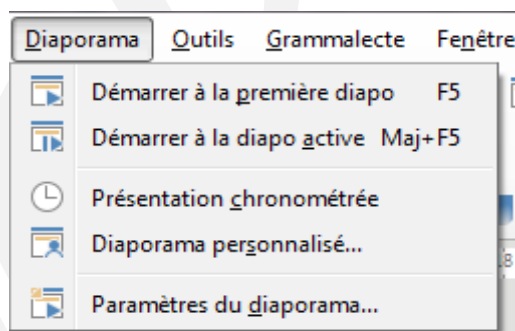 Diaporama Outils Grammalecte Fenêtre
Démarrer à la première diapo F5
Démarrer à la diapo active Maj+F5
Présentation chronométrée
Diaporama personnalisé...
Paramètres du diaporama...